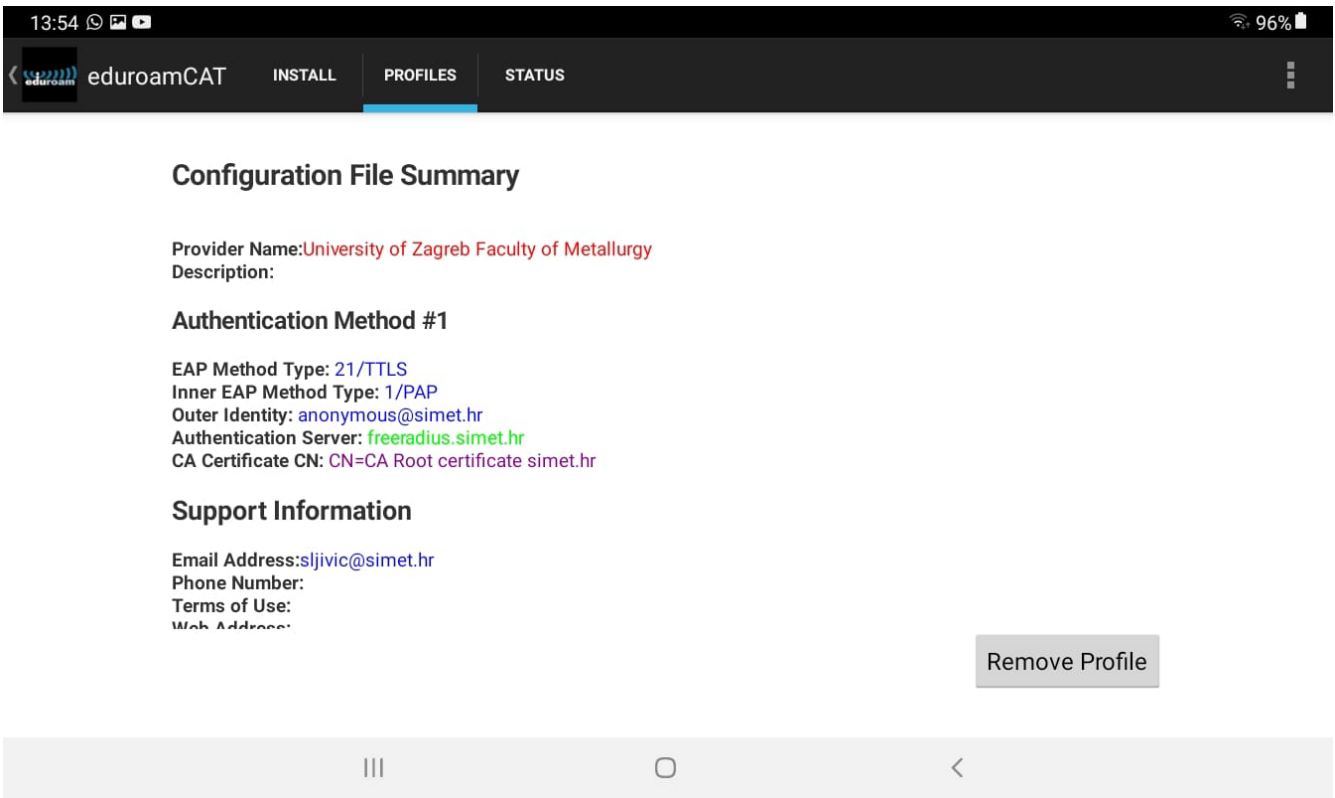 13:54 96%
eduroam eduroamCAT INSTALL PROFILES STATUS
Configuration File Summary
Provider Name:University of Zagreb Faculty of Metallurgy
Description:
Authentication Method #1
EAP Method Type: 21/TTLS
Inner EAP Method Type: 1/PAP
Outer Identity: anonymous@simet.hr
Authentication Server: freeradius.simet.hr
CA Certificate CN: CN=CA Root certificate simet.hr
Support Information
Email Address:sljivic@simet.hr
Phone Number:
Terms of Use:
Web Address:
Remove Profile